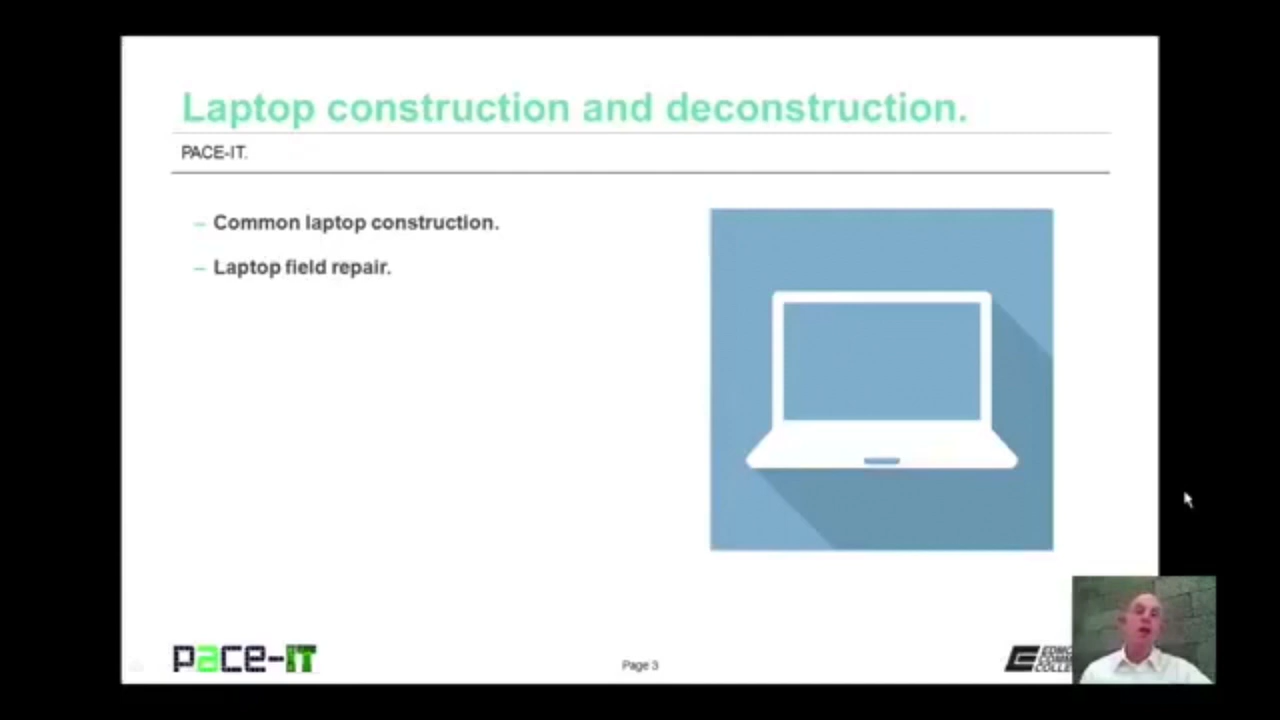 Laptop construction and deconstruction.
PACE-IT.
– Common laptop construction.
– Laptop field repair.
pace-IT
Page 3